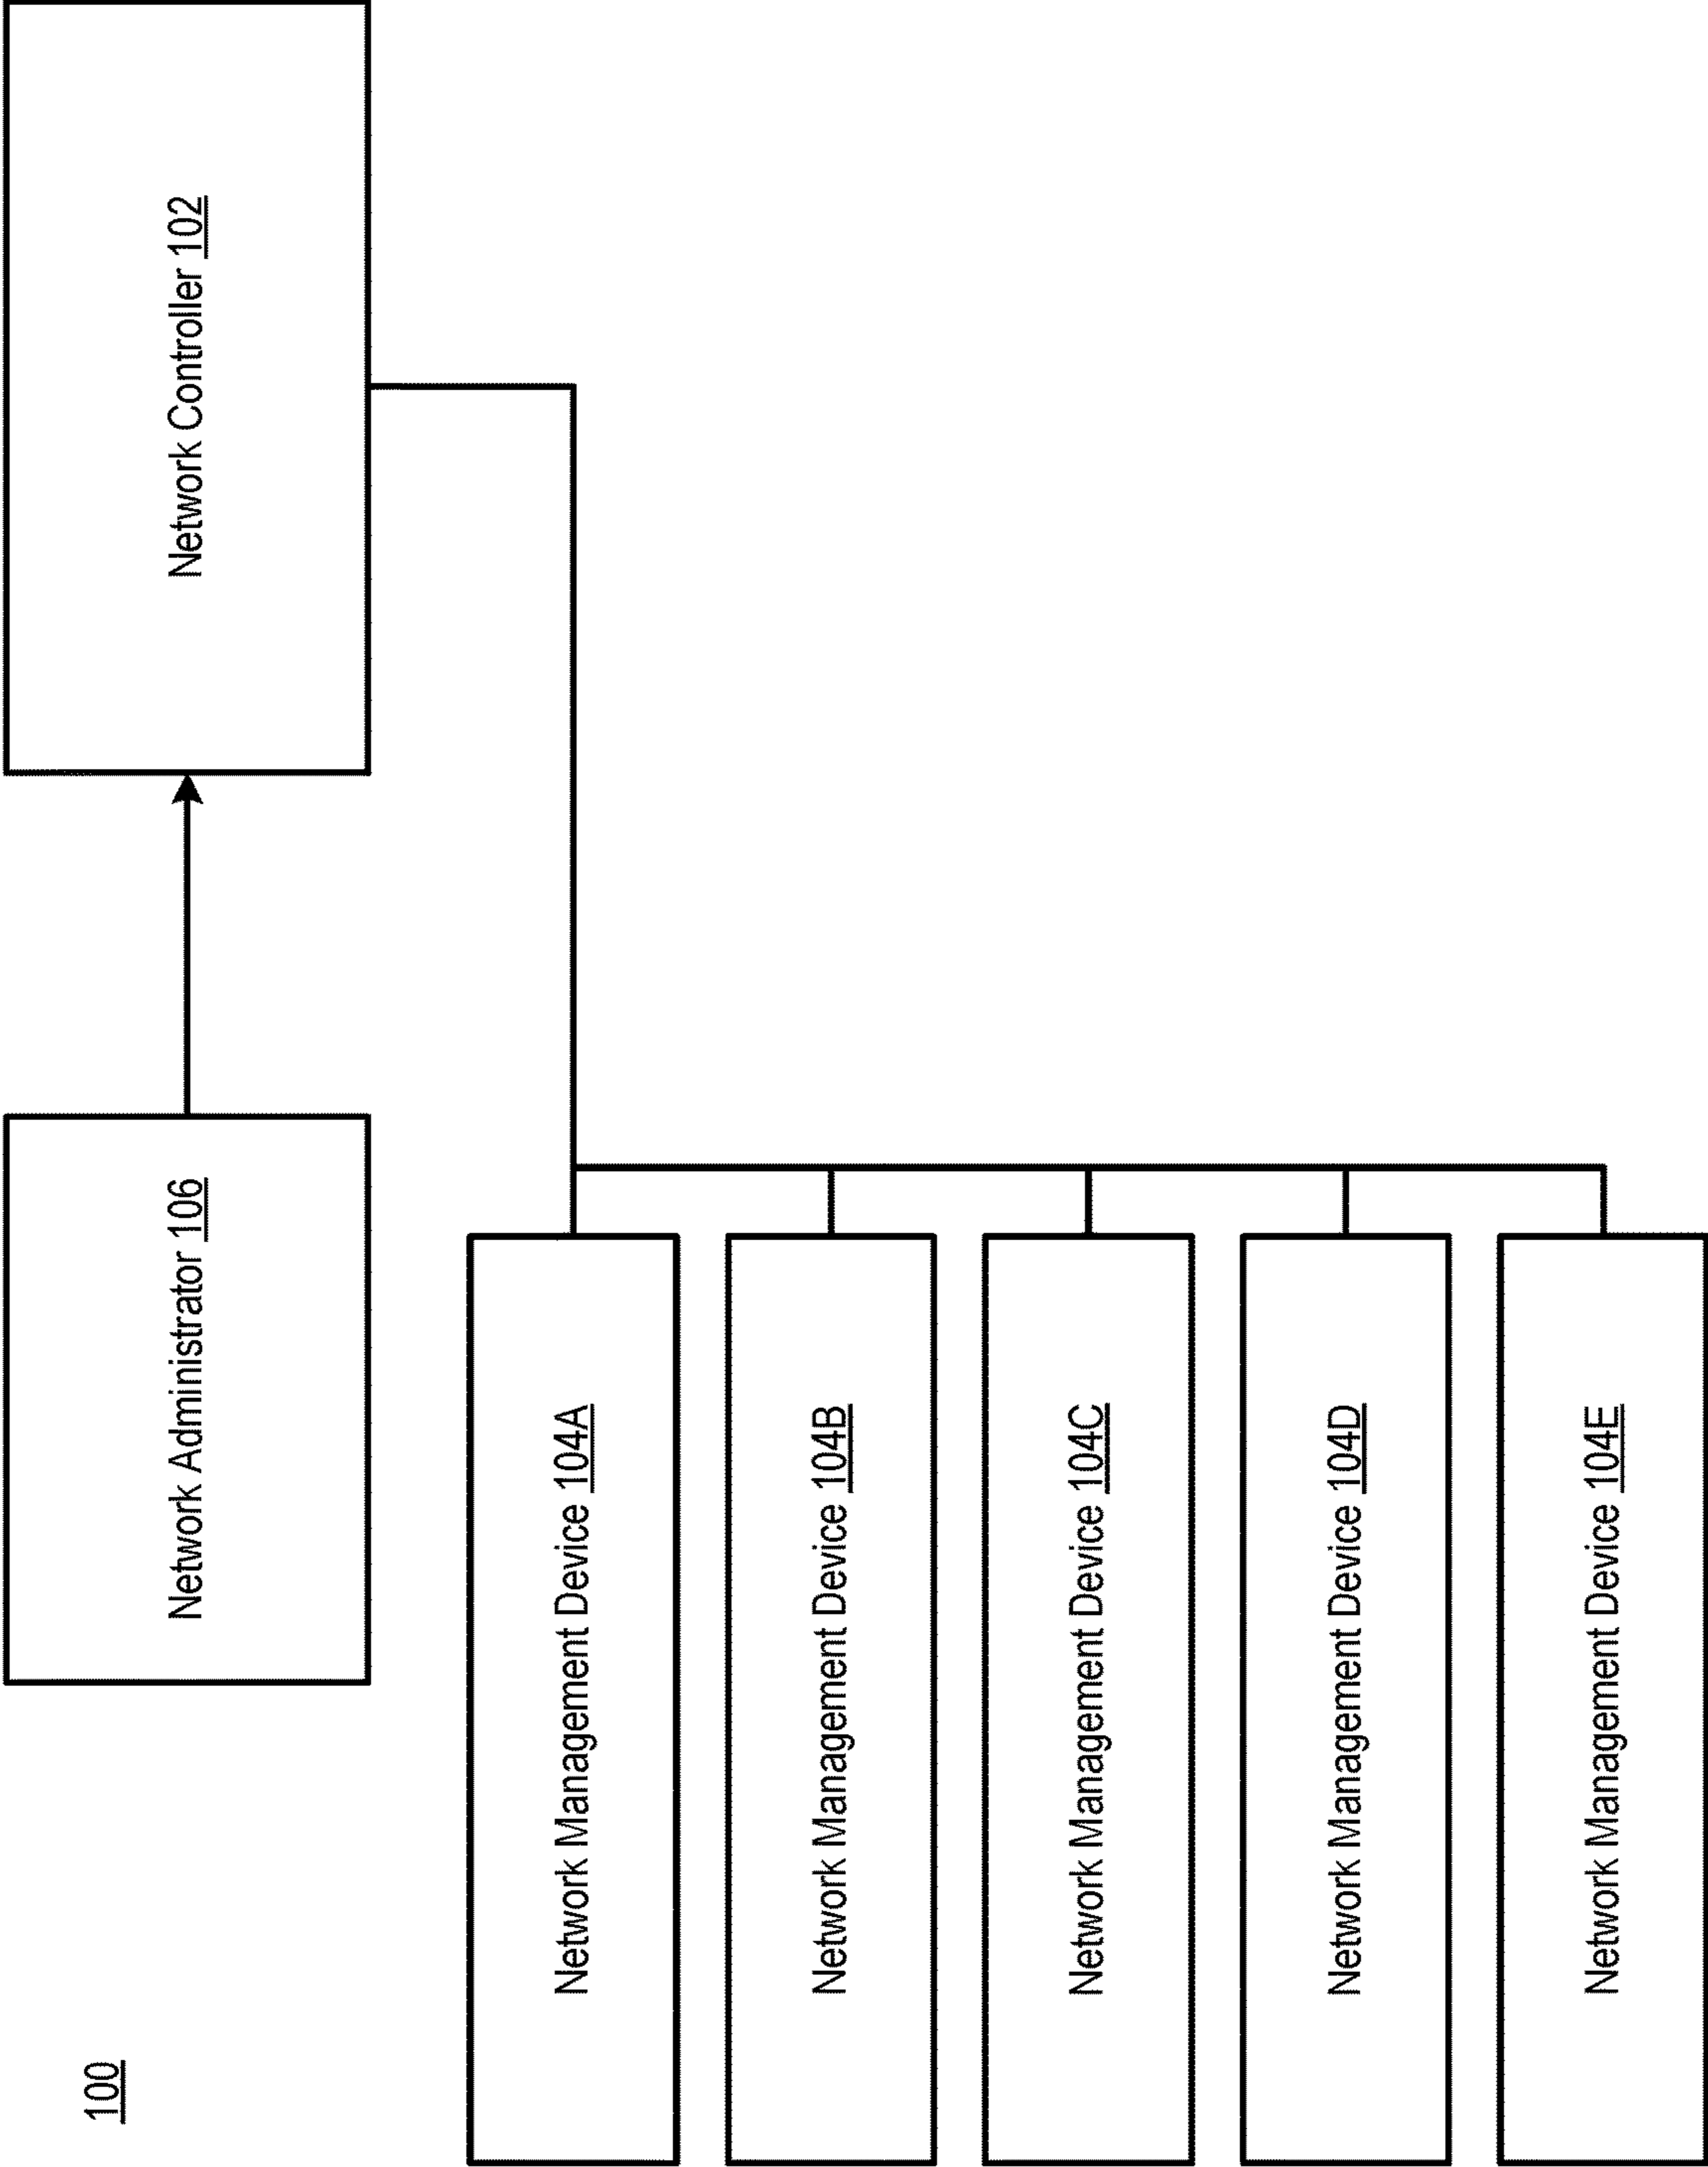 100
Network Administrator 106
Network Controller 102
Network Management Device 104A
Network Management Device 104B
Network Management Device 104C
Network Management Device 104D
Network Management Device 104E